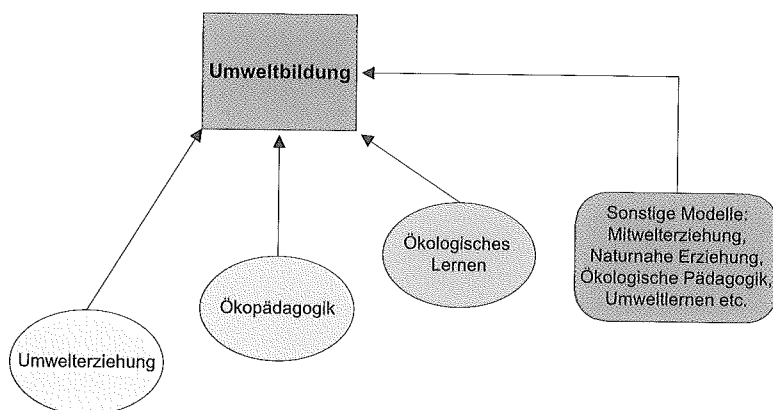 Umweltbildung
Ökologisches
Lernen
Sonstige Modelle:
Mitwelterziehung,
Naturnahe Erziehung,
Ökologische Pädagogik,
Umweltlernen etc.
Ökopädagogik
Umwelterziehung